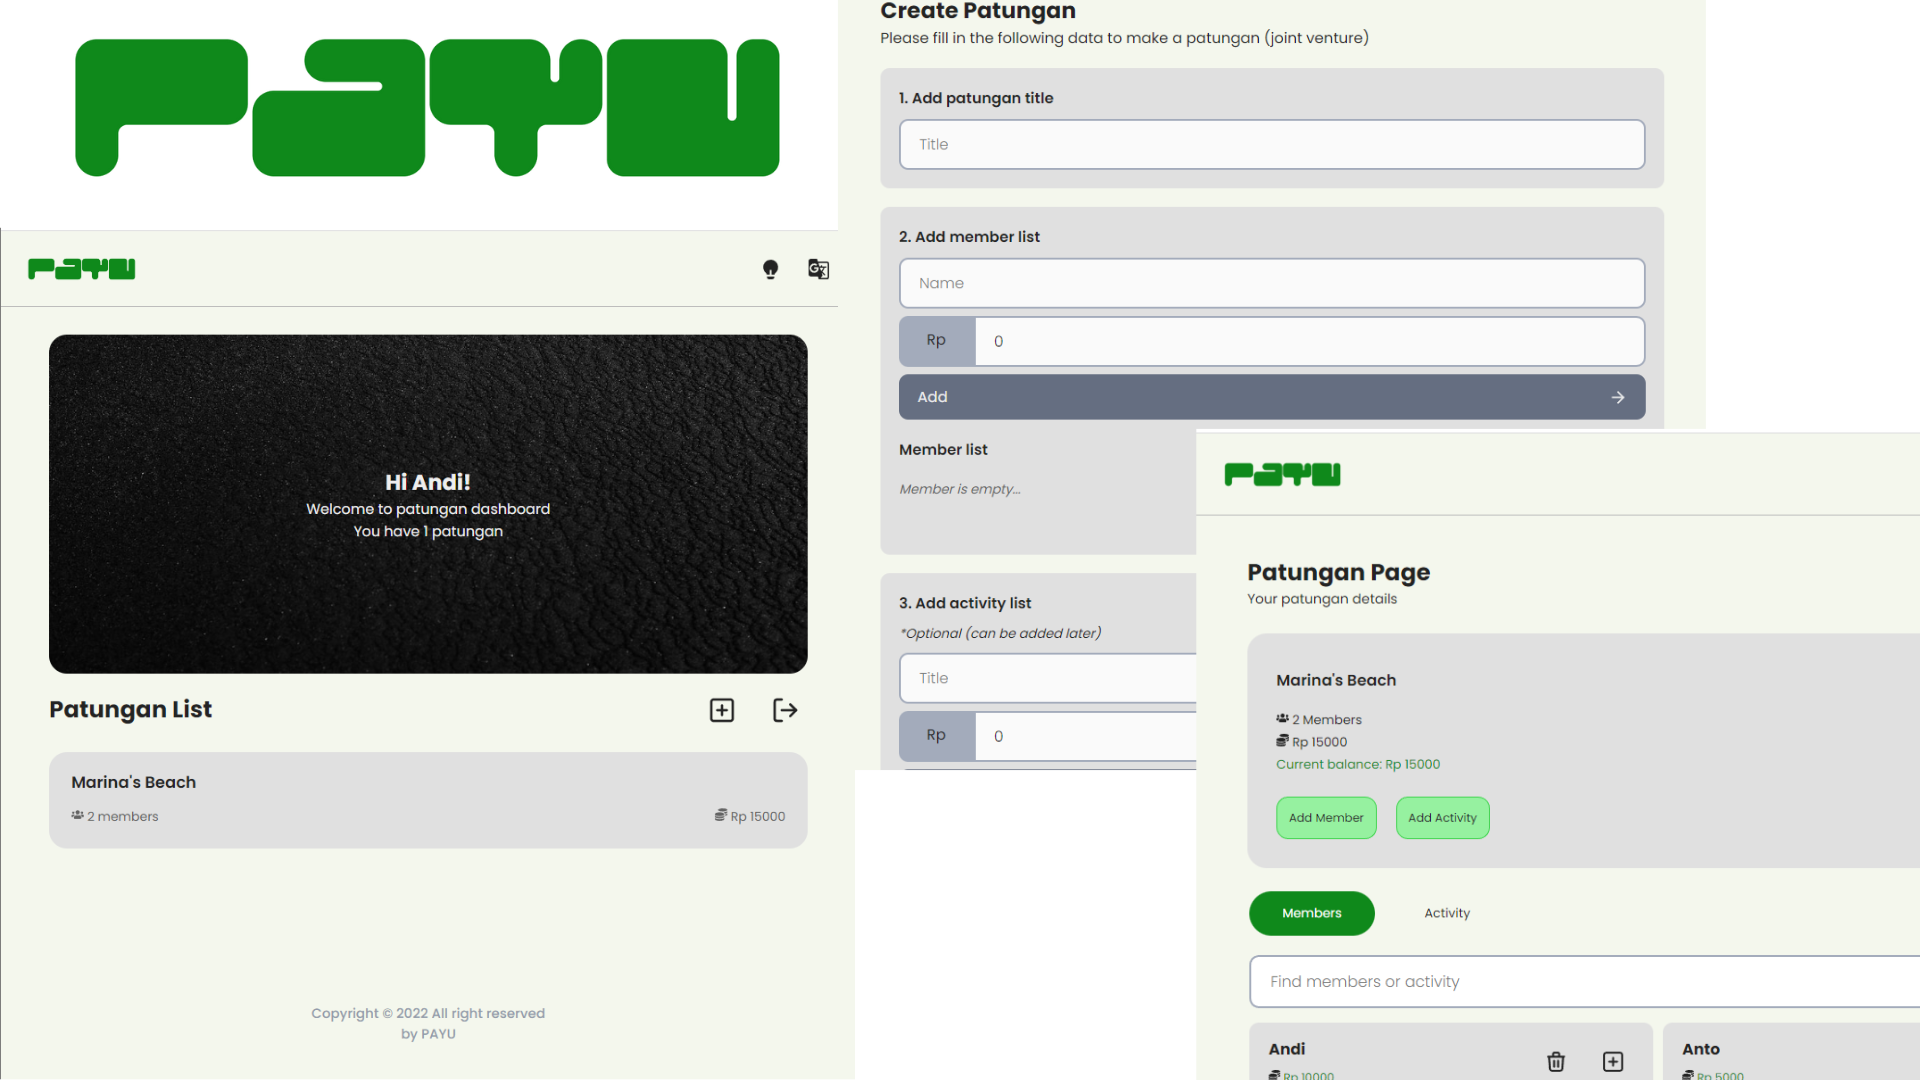 PAYU
PAYU
Hi Andi!
Welcome to patungan dashboard
You have 1 patungan
Patungan List
Marina's Beach
2 members
Rp 15000
Copyright © 2022 All right reserved
by PAYU
Create Patungan
Please fill in the following data to make a patungan (joint venture)
1. Add patungan title
Title
2. Add member list
Name
Rp
0
Add
Member list
Member is empty...
3. Add activity list
*Optional (can be added later)
Title
Rp
0
PAYU
Patungan Page
Your patungan details
Marina's Beach
2 Members
Rp 15000
Current balance: Rp 15000
Add Member
Add Activity
Members
Activity
Find members or activity
Andi
Rp 10000
Anto
Rp 5000